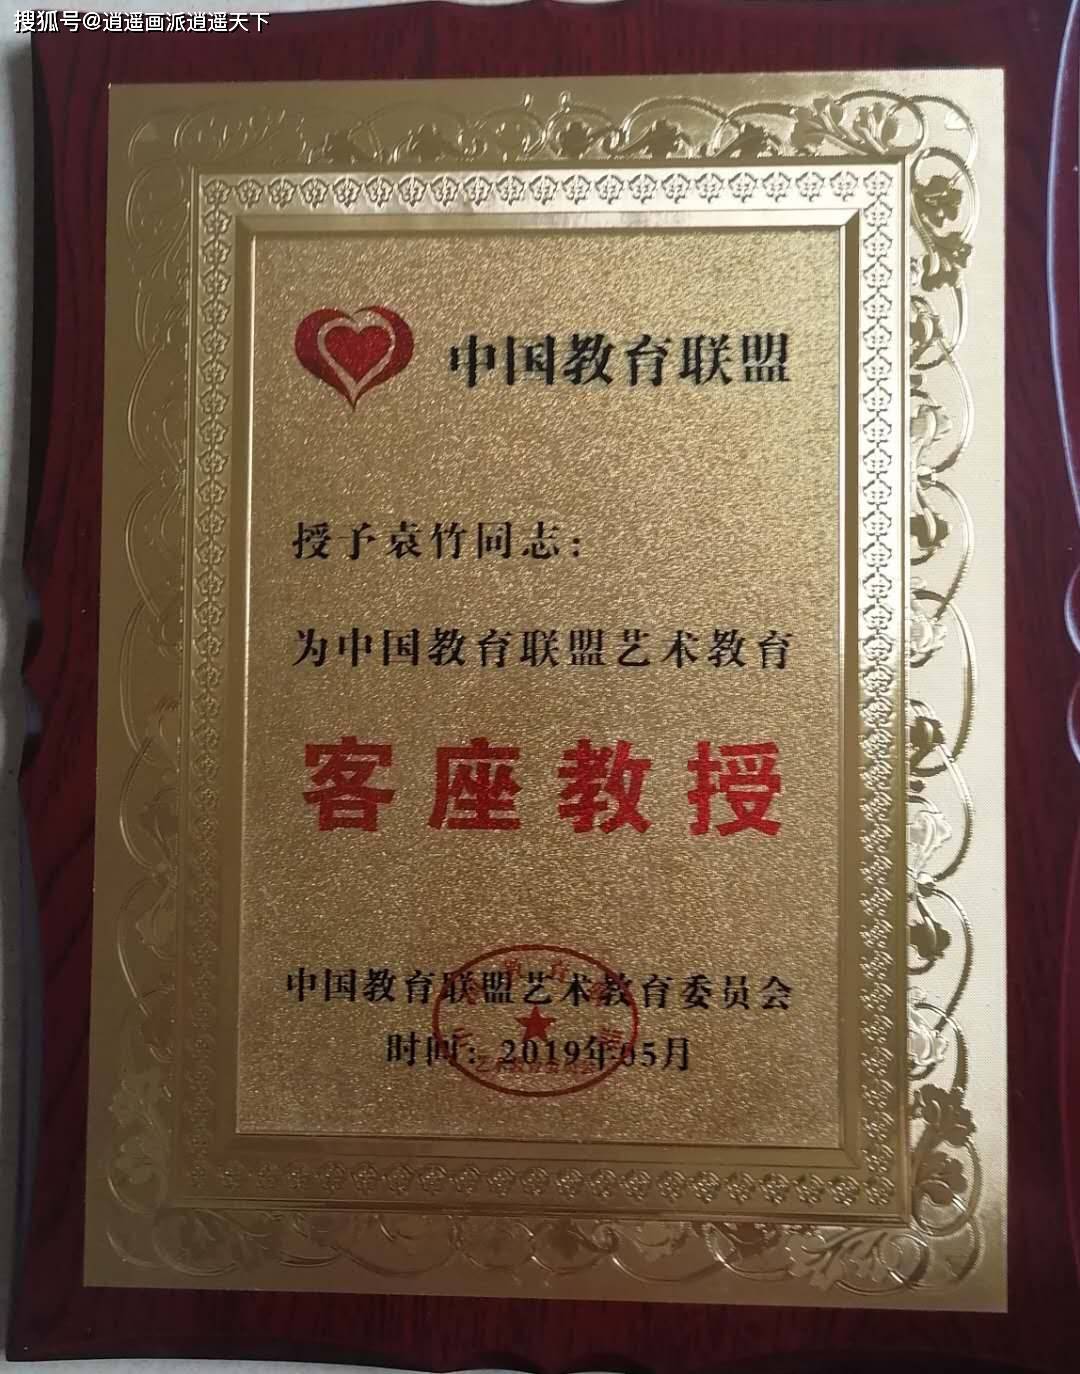 搜狐号@逍遥画派逍遥天下
中国教育联盟
授予袁竹同志：
为中国教育联盟艺术教育
客座教授
中国教育联盟艺术教育委员会
时间：2019年05月